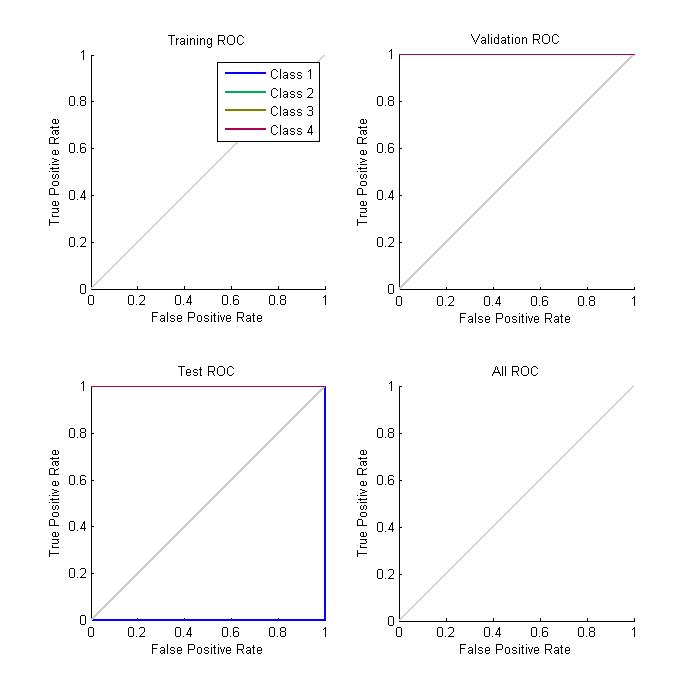 Training ROC
True Positive Rate
1
0.8
0.6
0.4
0.2
0
Class 1
Class 2
Class 3
Class 4
0 0.2 0.4 0.6 0.8 1
False Positive Rate
Validation ROC
True Positive Rate
1
0.8
0.6
0.4
0.2
0
0 0.2 0.4 0.6 0.8 1
False Positive Rate
Test ROC
True Positive Rate
1
0.8
0.6
0.4
0.2
0
0 0.2 0.4 0.6 0.8 1
False Positive Rate
All ROC
True Positive Rate
1
0.8
0.6
0.4
0.2
0
0 0.2 0.4 0.6 0.8 1
False Positive Rate